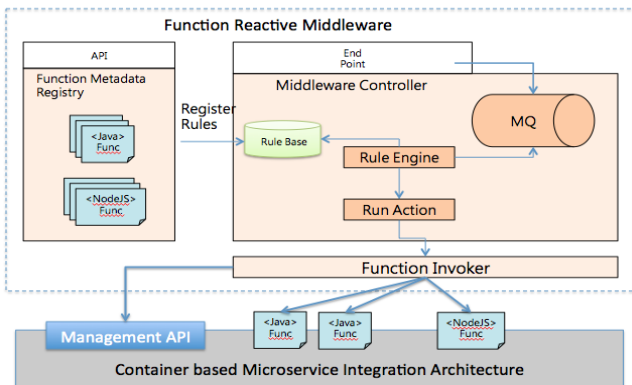 Function Reactive Middleware
API
End
Point
Function Metadata
Registry
Middleware Controller
Register
Rules
<Java>
Func
Rule Base
MQ
Rule Engine
<NodeJS>
Func
Run Action
Function Invoker
Management API
<Java>
Func
<Java>
Func
<NodeJS>
Func
Container based Microservice Integration Architecture